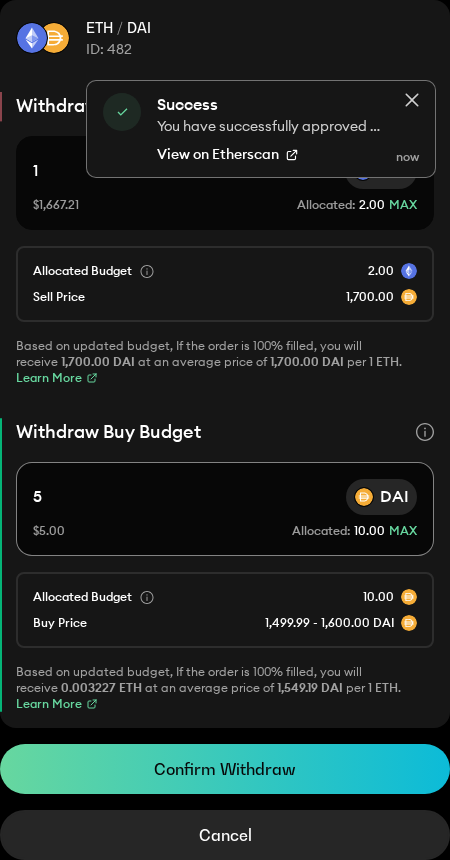 ETH / DAI
ID: 482
Success
You have successfully approved ...
View on Etherscan
now
1
$1,667.21
Allocated: 2.00 MAX
Allocated Budget
2.00
Sell Price
1,700.00
Based on updated budget, If the order is 100% filled, you will
receive 1,700.00 DAI at an average price of 1,700.00 DAI per 1 ETH.
Learn More
Withdraw Buy Budget
5
DAI
$5.00
Allocated: 10.00 MAX
Allocated Budget
10.00
Buy Price
1,499.99 - 1,600.00 DAI
Based on updated budget, If the order is 100% filled, you will
receive 0.003227 ETH at an average price of 1,549.19 DAI per 1 ETH.
Learn More
Confirm Withdraw
Cancel